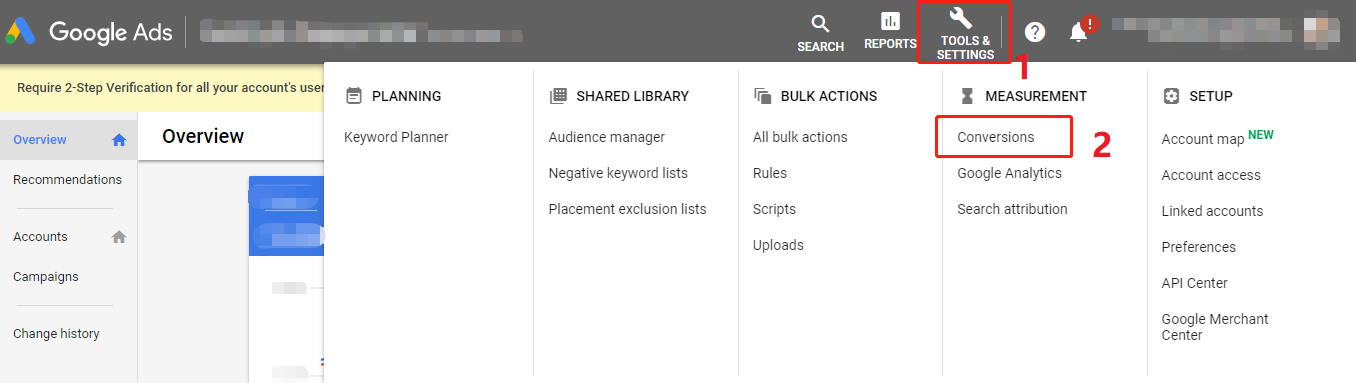 Google Ads
SEARCH
REPORTS
TOOLS &
SETTINGS
!
1
Require 2-Step Verification for all your account's user
Overview
Recommendations
Accounts
Campaigns
Change history
Overview
PLANNING
Keyword Planner
SHARED LIBRARY
Audience manager
Negative keyword lists
Placement exclusion lists
BULK ACTIONS
All bulk actions
Rules
Scripts
Uploads
MEASUREMENT
Conversions
2
Google Analytics
Search attribution
SETUP
Account map NEW
Account access
Linked accounts
Preferences
API Center
Google Merchant
Center